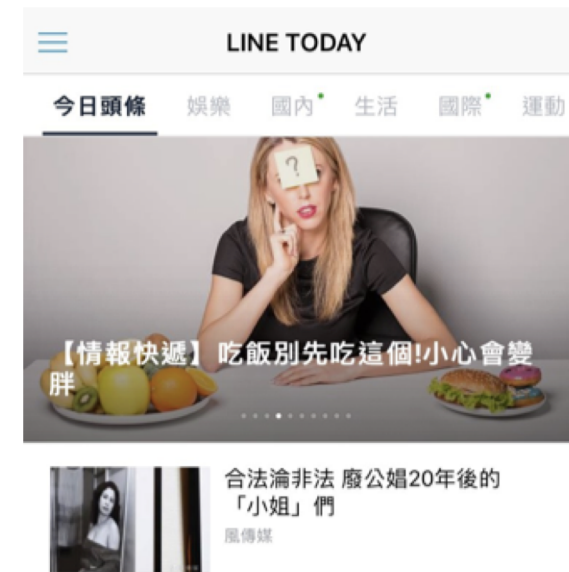 LINE TODAY
今日頭條 娛樂 國內 生活 國際 運動
?
【情報快遞】吃飯別先吃這個!小心會變
胖
合法淪非法 廢公娼20年後的
「小姐」們
風傳媒